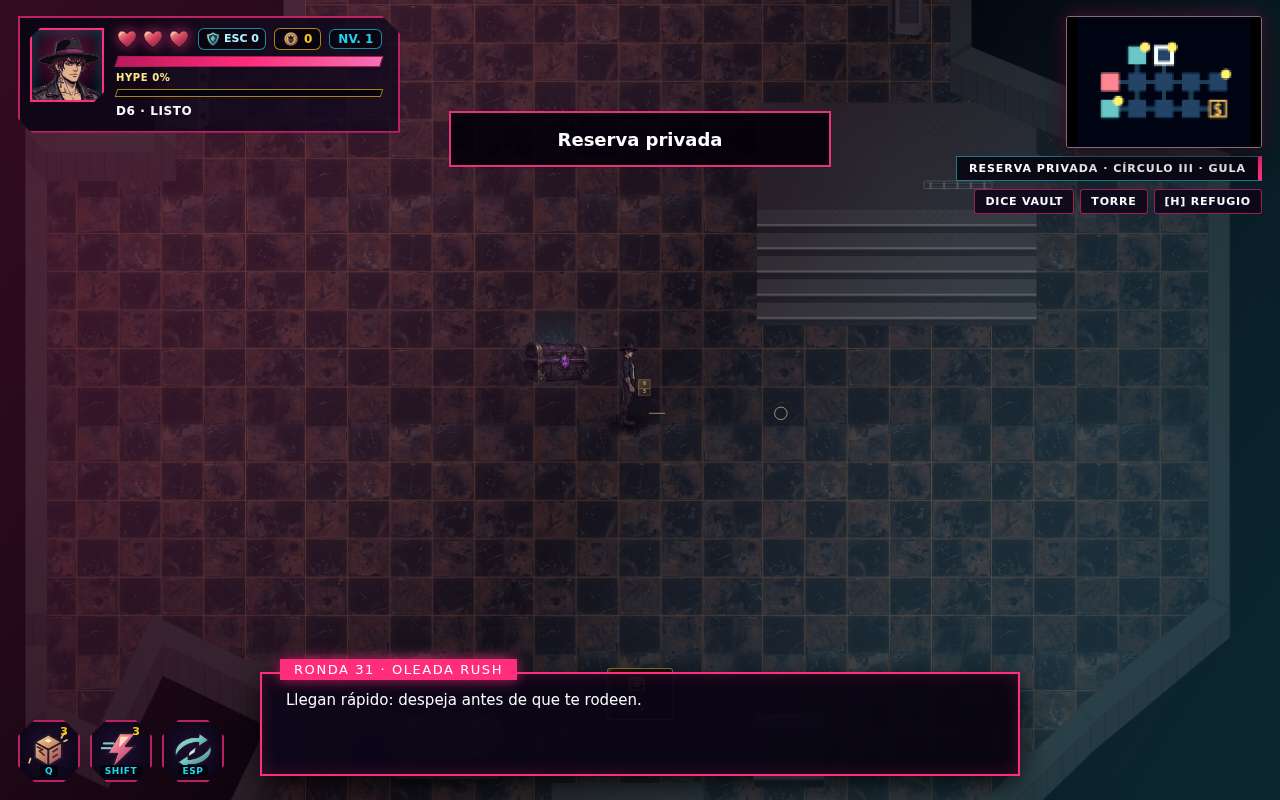 ESC 0
0
NV. 1
HYPE 0%
D6 · LISTO
Reserva privada
$
RESERVA PRIVADA · CÍRCULO III · GULA
DICE VAULT
TORRE
[H] REFUGIO
RONDA 31 · OLEADA RUSH
Llegan rápido: despeja antes de que te rodeen.
3
Q
3
SHIFT
ESP